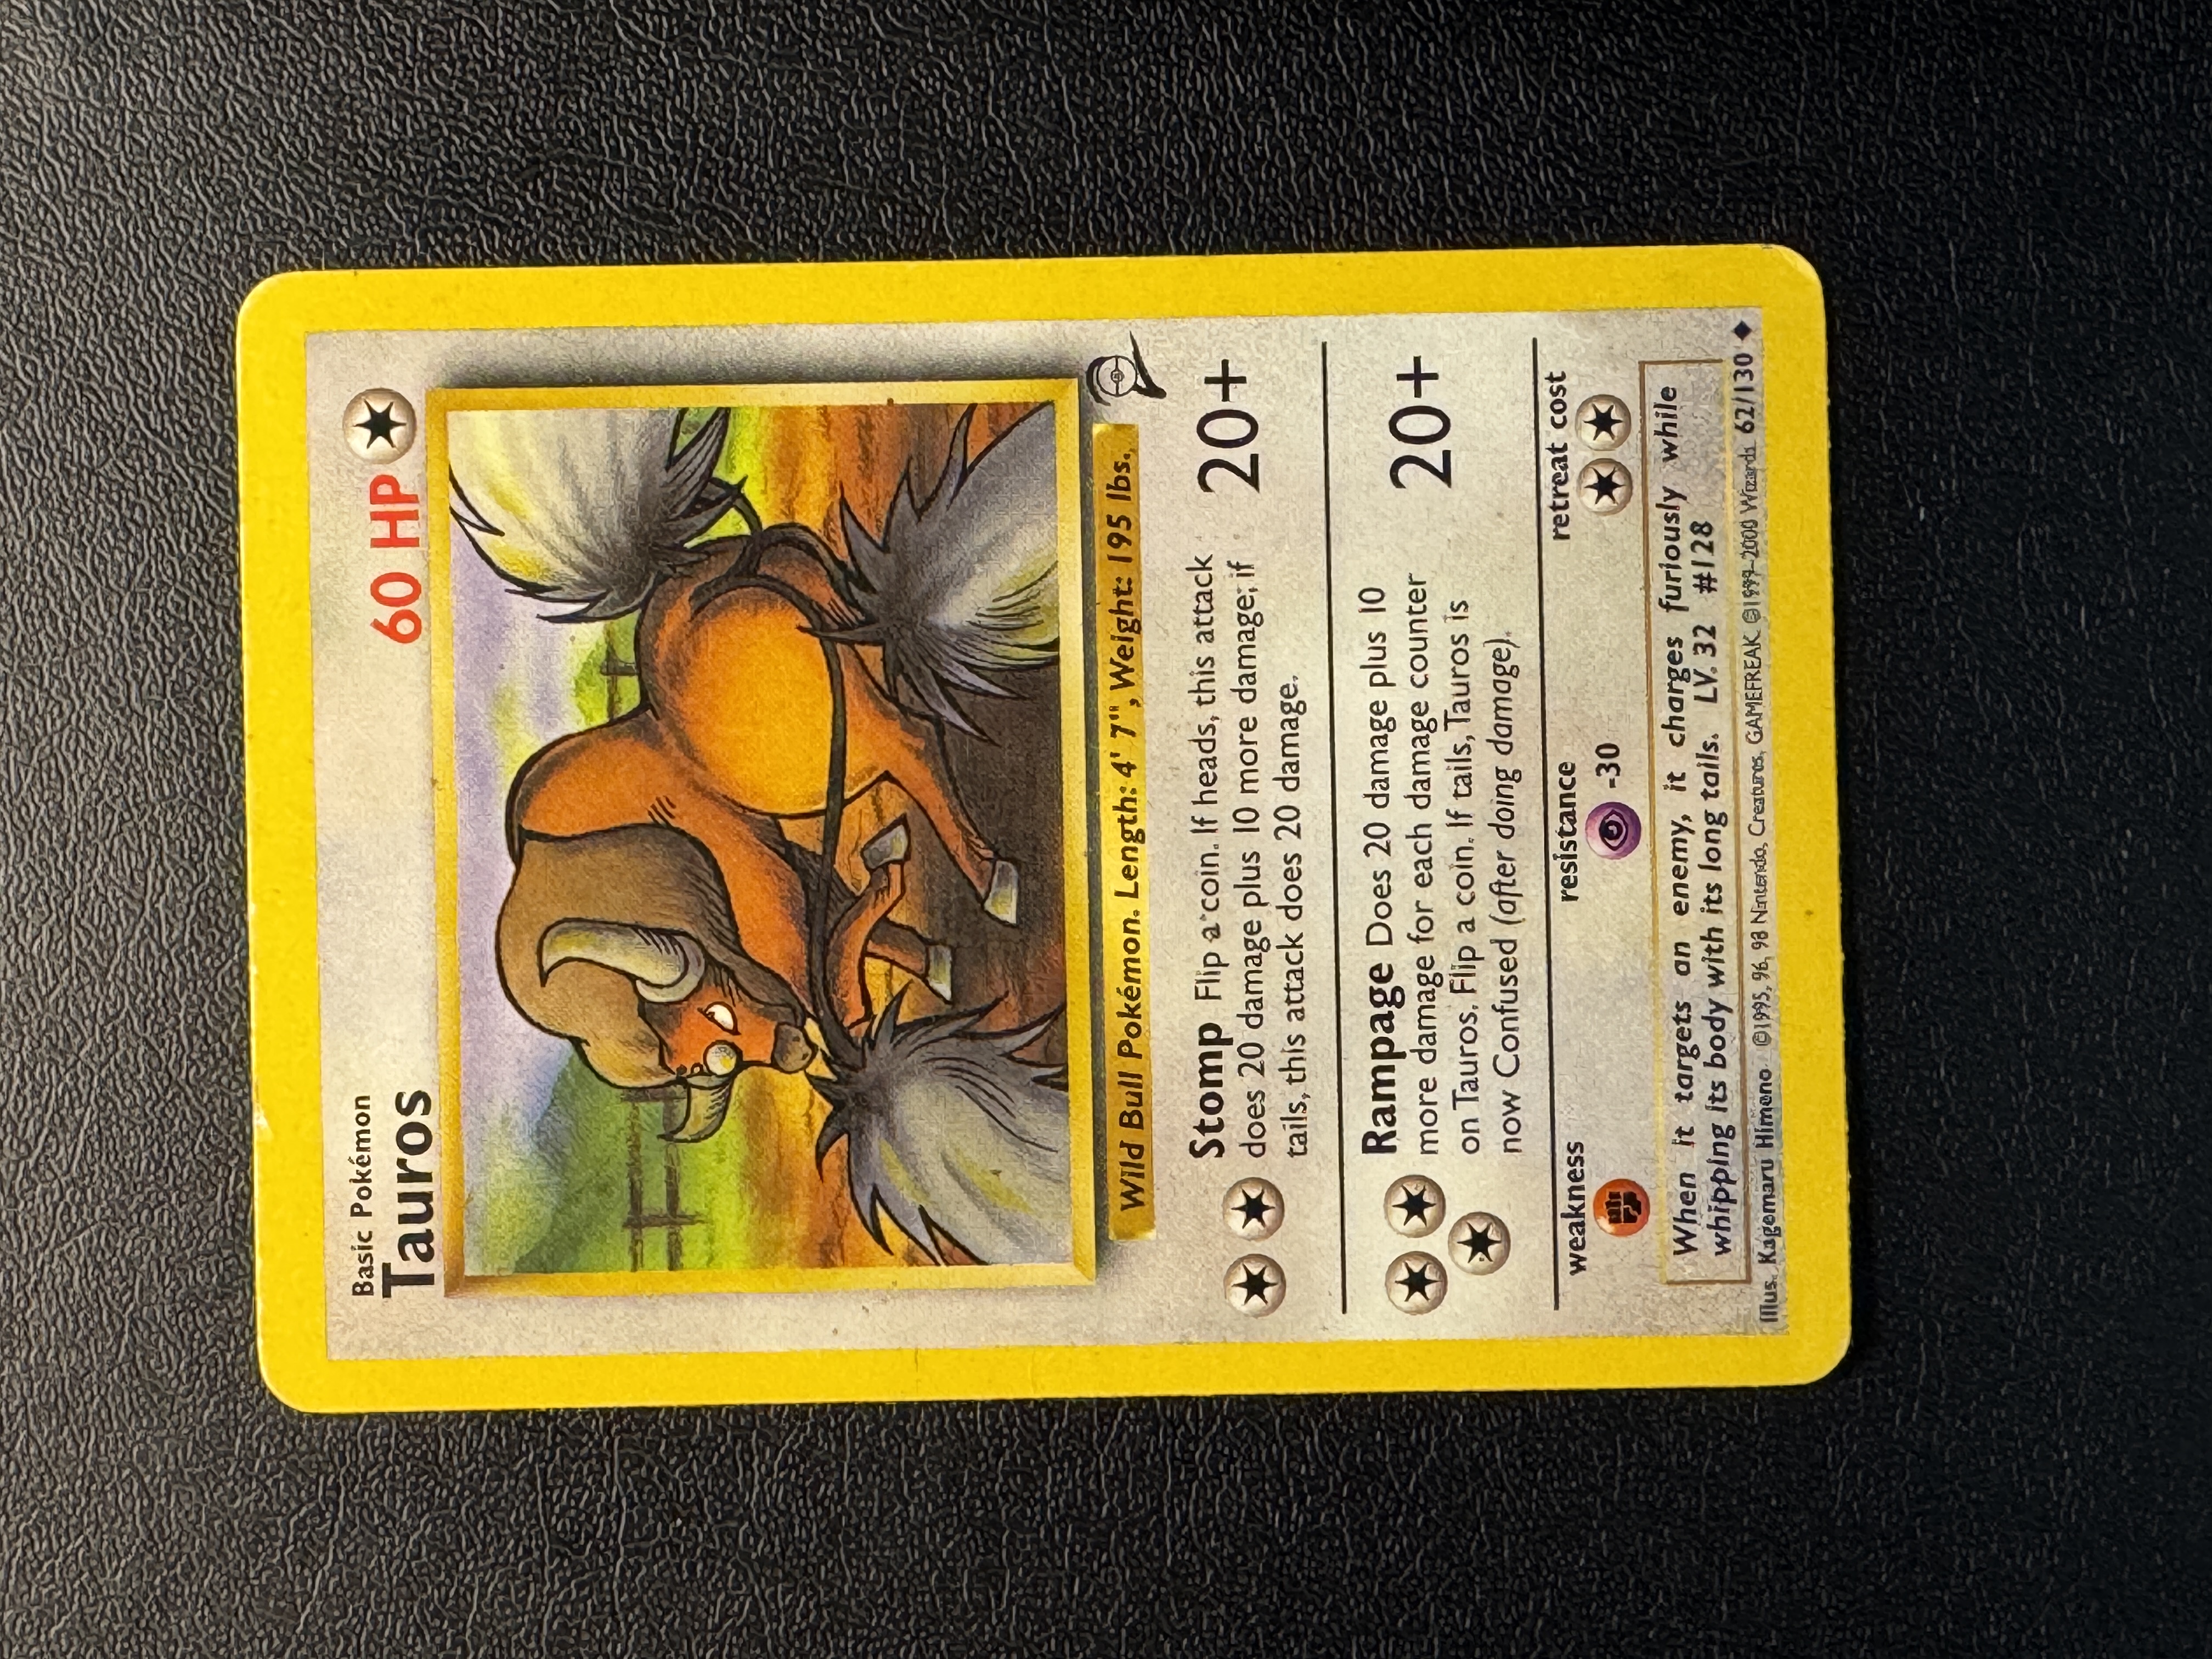 Basic Pokémon
Tauros 60 HP
Wild Bull Pokémon. Length: 4' 7", Weight: 195 lbs.
Stomp Flip a coin. If heads, this attack
does 20 damage plus 10 more damage; if
tails, this attack does 20 damage.
20+
Rampage Does 20 damage plus 10
more damage for each damage counter
on Tauros. Flip a coin. If tails, Tauros is
now Confused (after doing damage).
20+
weakness resistance retreat cost
-30
When it targets an enemy, it charges furiously while
whipping its body with its long tails. LV. 32 #128
Illus. Kagemaru Himeno ©1995, 96, 98 Nintendo, Creatures, GAMEFREAK. ©1999-2000 Wizards. 62/130